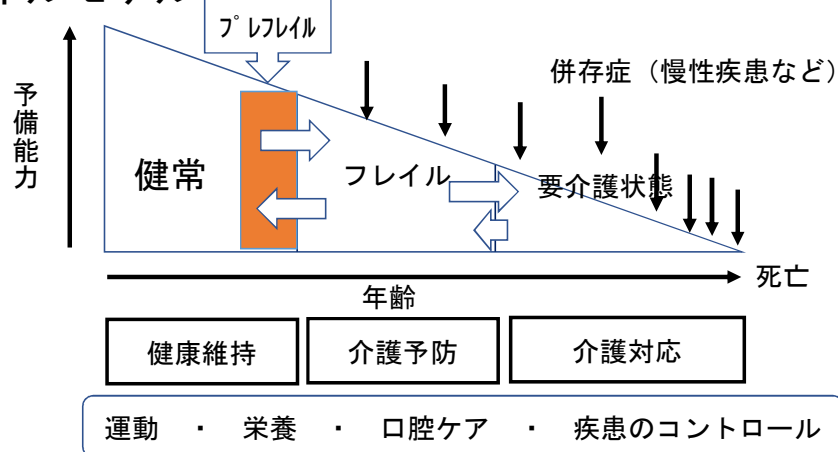 プレフレイル
併存症（慢性疾患など）
予備能力
健常
フレイル
要介護状態
死亡
年齢
健康維持
介護予防
介護対応
運動　・　栄養　・　口腔ケア　・　疾患のコントロール